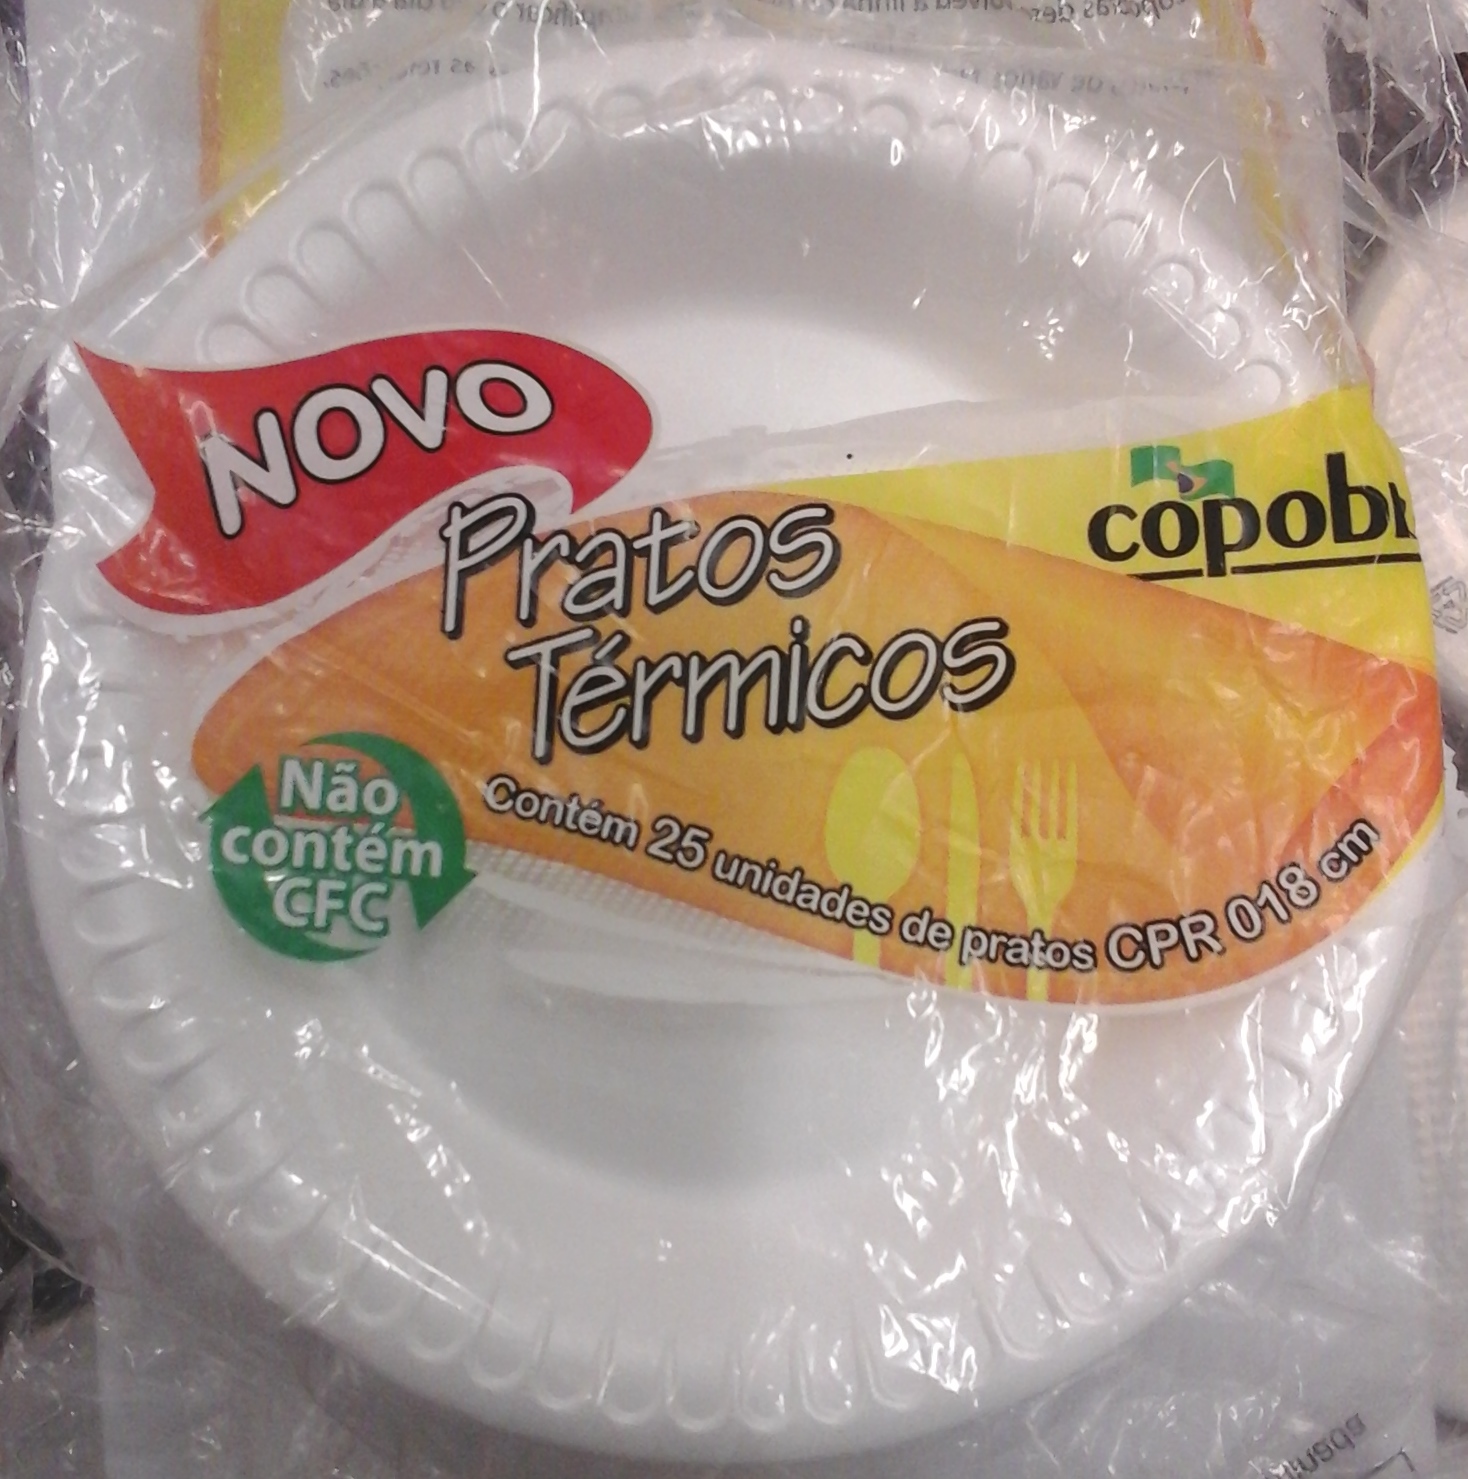 NOVO
copob
Pratos
Térmicos
Não
contém
CFC
Contém 25 unidades de pratos CPR 018 cm